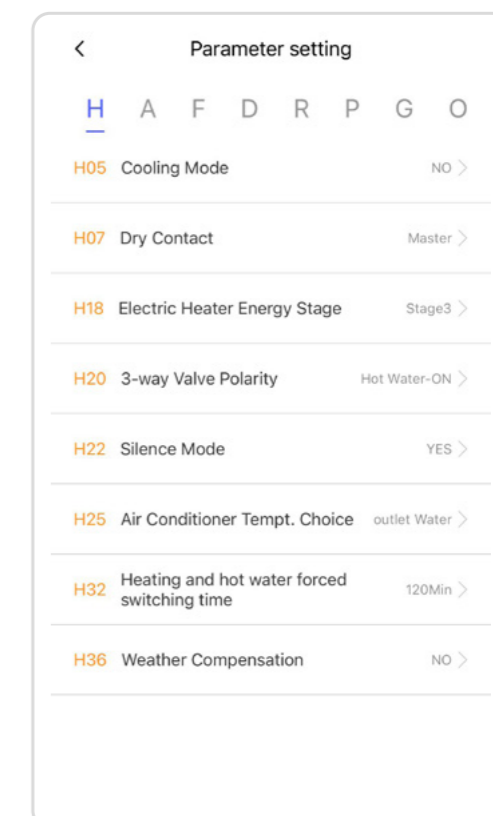 Parameter setting
H A F D R P G O
H05 Cooling Mode NO
H07 Dry Contact Master
H18 Electric Heater Energy Stage Stage3
H20 3-way Valve Polarity Hot Water-ON
H22 Silence Mode YES
H25 Air Conditioner Tempt. Choice outlet Water
H32 Heating and hot water forced
switching time 120Min
H36 Weather Compensation NO